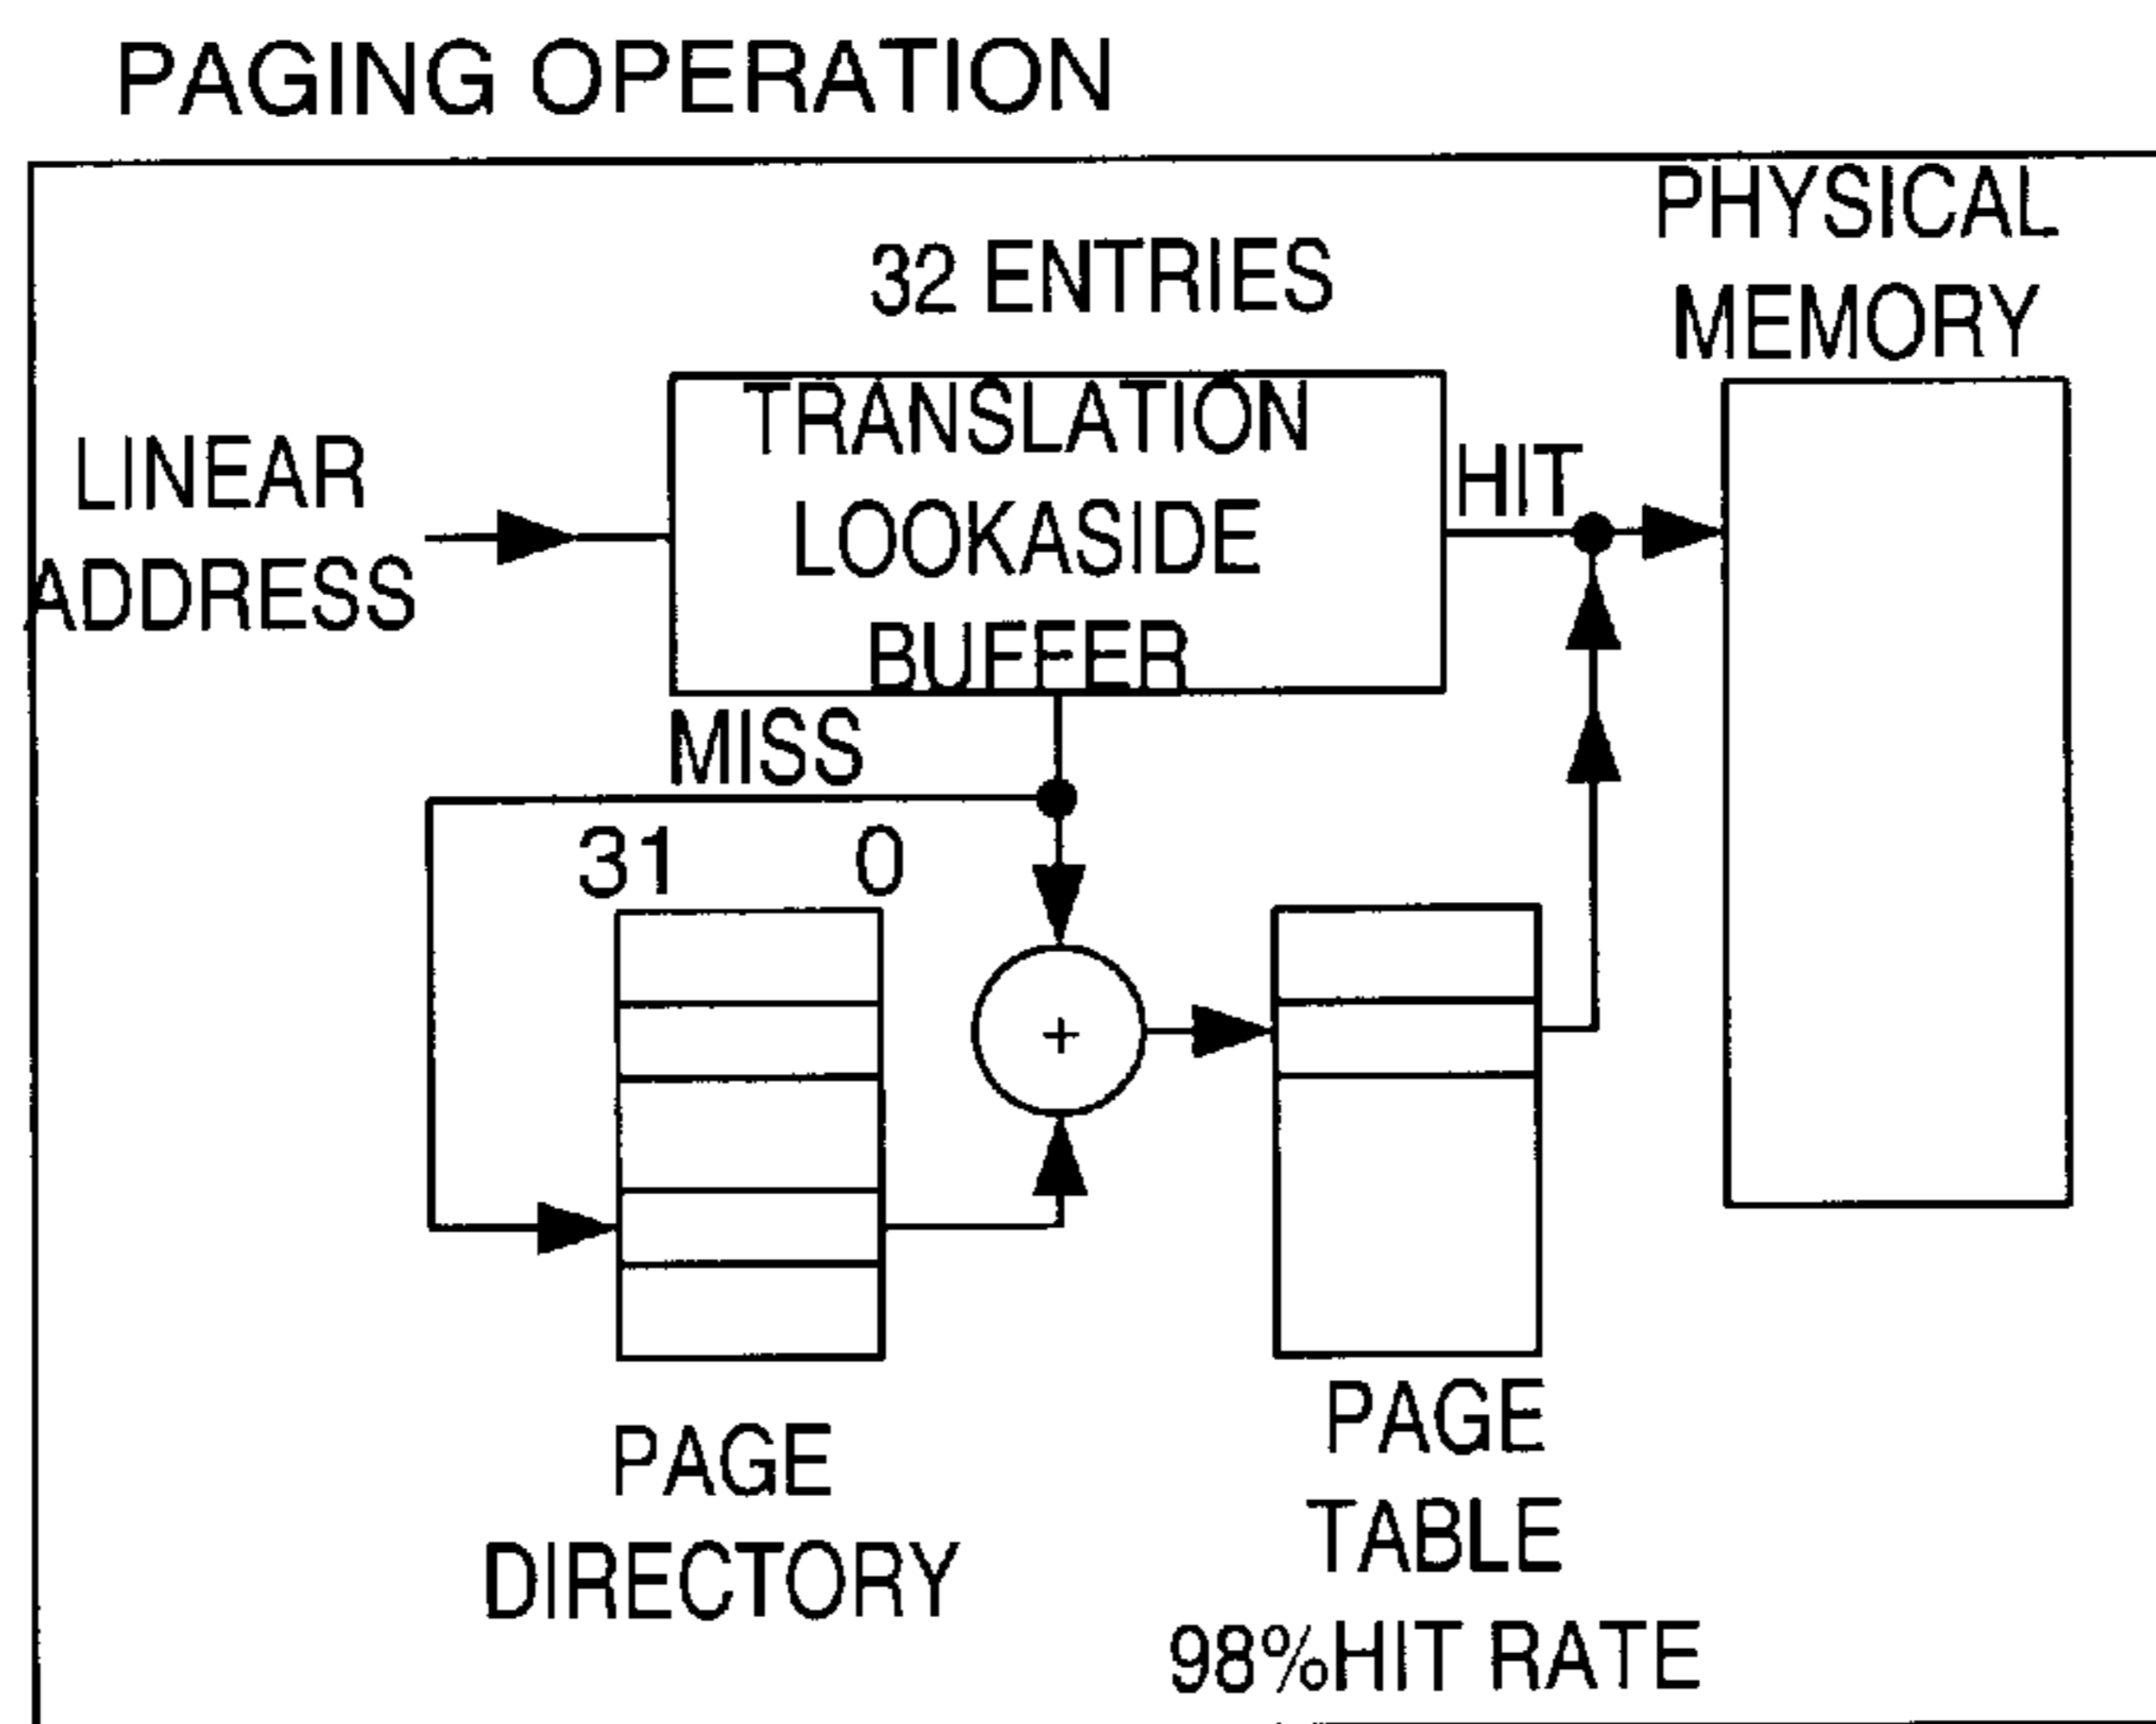 PAGING OPERATION
PHYSICAL
MEMORY
32 ENTRIES
TRANSLATION
LOOKASIDE
BUFFER
LINEAR
ADDRESS
HIT
MISS
31 0
+
PAGE
DIRECTORY
PAGE
TABLE
98%HIT RATE